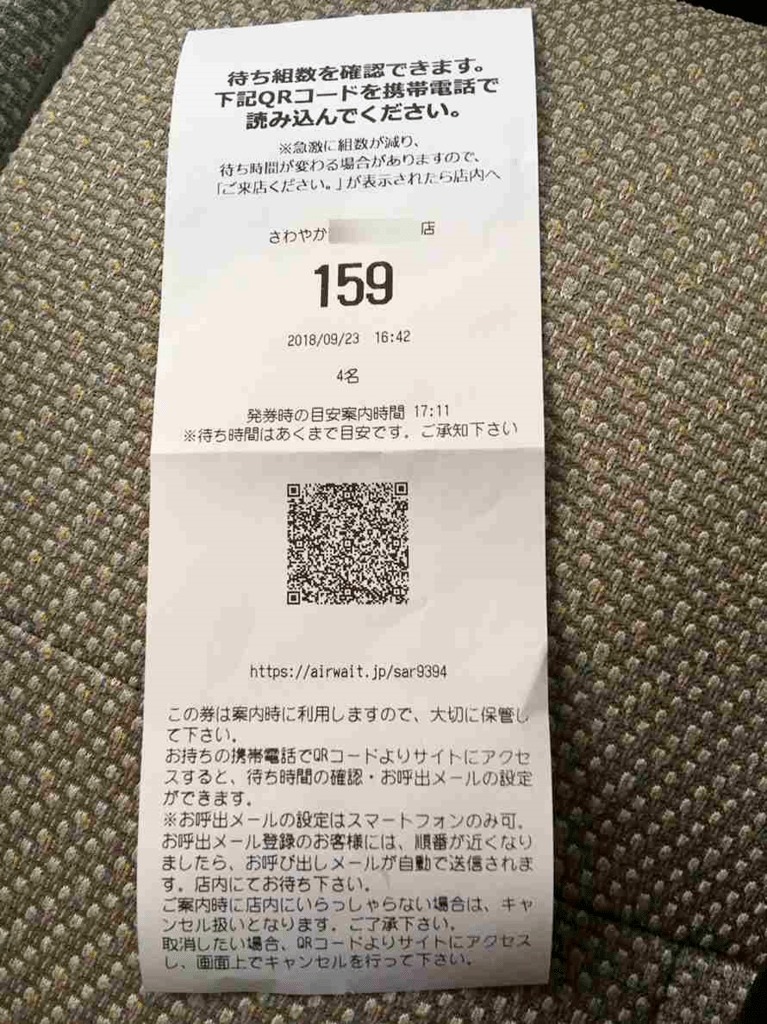 待ち組数を確認できます。
下記QRコードを携帯電話で
読み込んでください。
※急激に組数が減り、
待ち時間が変わる場合がありますので、
「ご来店ください。」が表示されたら店内へ
さわやか 店
159
2018/09/23 16:42
4名
発券時の目安案内時間 17:11
※待ち時間はあくまで目安です。ご承知下さい
https://airwait.jp/sar9394
この券は案内時に利用しますので、大切に保管し
て下さい。
お持ちの携帯電話でQRコードよりサイトにアクセ
スすると、待ち時間の確認・お呼出メールの設定
ができます。
※お呼出メールの設定はスマートフォンのみ可。
お呼出メール登録のお客様には、順番が近くなり
ましたら、お呼び出しメールが自動で送信されま
す。店内にてお待ち下さい。
ご案内時に店内にいらっしゃらない場合は、キャ
ンセル扱いとなります。ご了承下さい。
取消したい場合、QRコードよりサイトにアクセス
し、画面上でキャンセルを行って下さい。